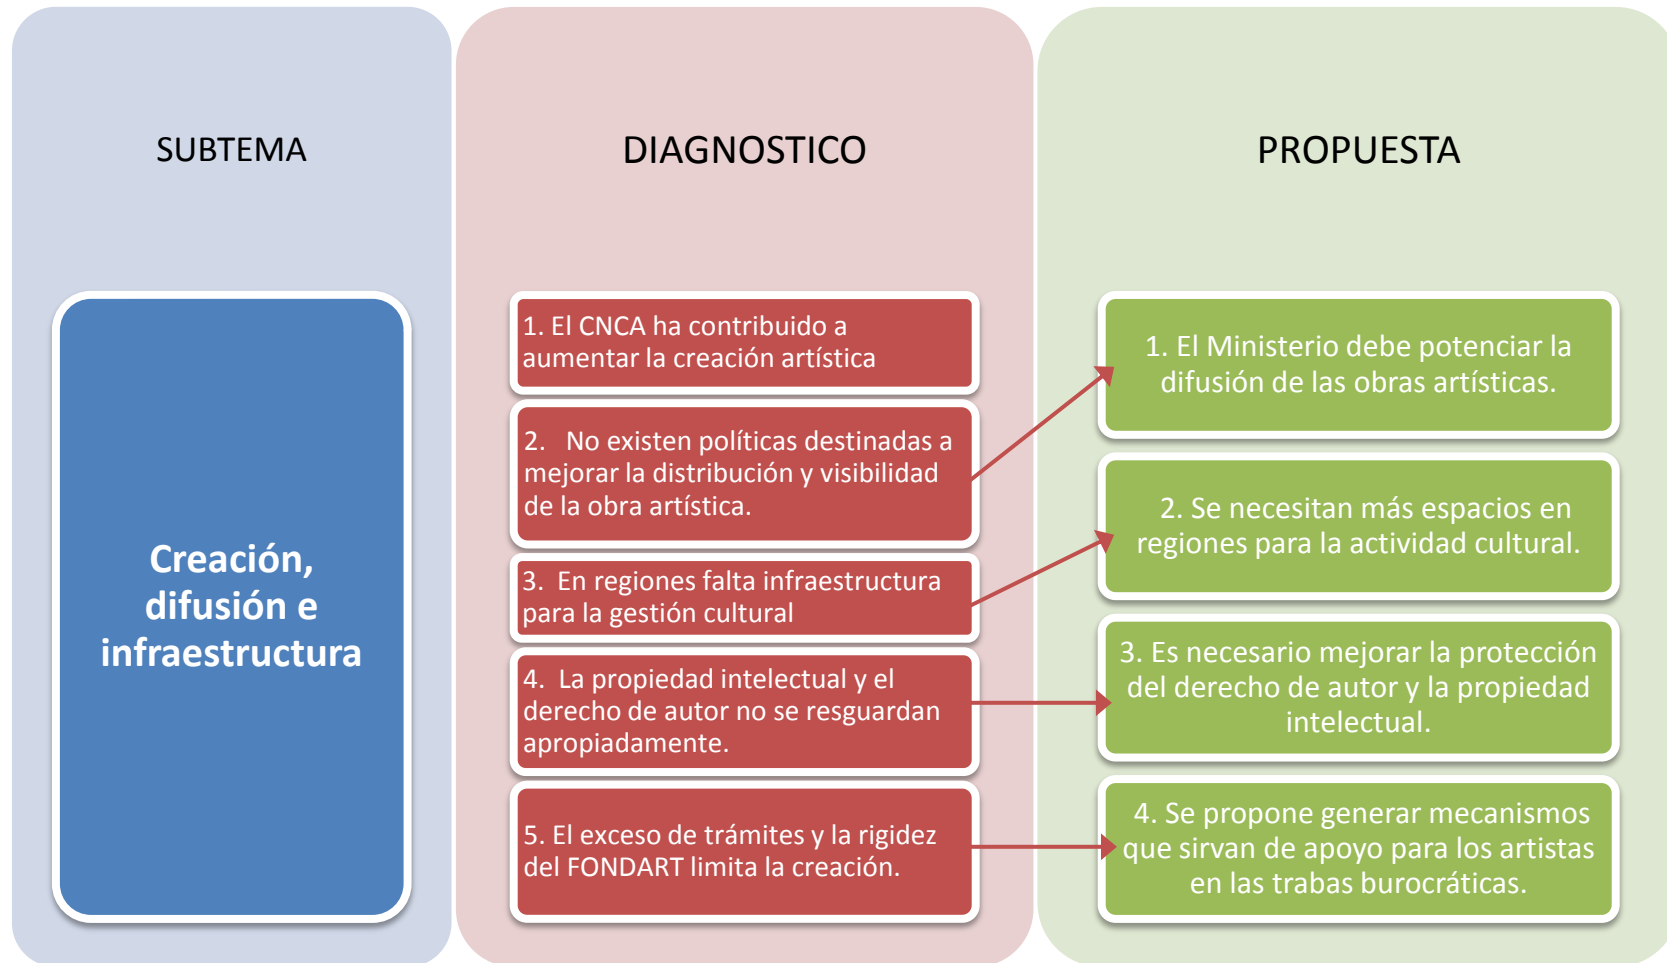 SUBTEMA
DIAGNOSTICO
PROPUESTA
Creación,
difusión e
infraestructura
1. El CNCA ha contribuido a
aumentar la creación artística
2. No existen políticas destinadas a
mejorar la distribución y visibilidad
de la obra artística.
3. En regiones falta infraestructura
para la gestión cultural
4. La propiedad intelectual y el
derecho de autor no se resguardan
apropiadamente.
5. El exceso de trámites y la rigidez
del FONDART limita la creación.
1. El Ministerio debe potenciar la
difusión de las obras artísticas.
2. Se necesitan más espacios en
regiones para la actividad cultural.
3. Es necesario mejorar la protección
del derecho de autor y la propiedad
intelectual.
4. Se propone generar mecanismos
que sirvan de apoyo para los artistas
en las trabas burocráticas.